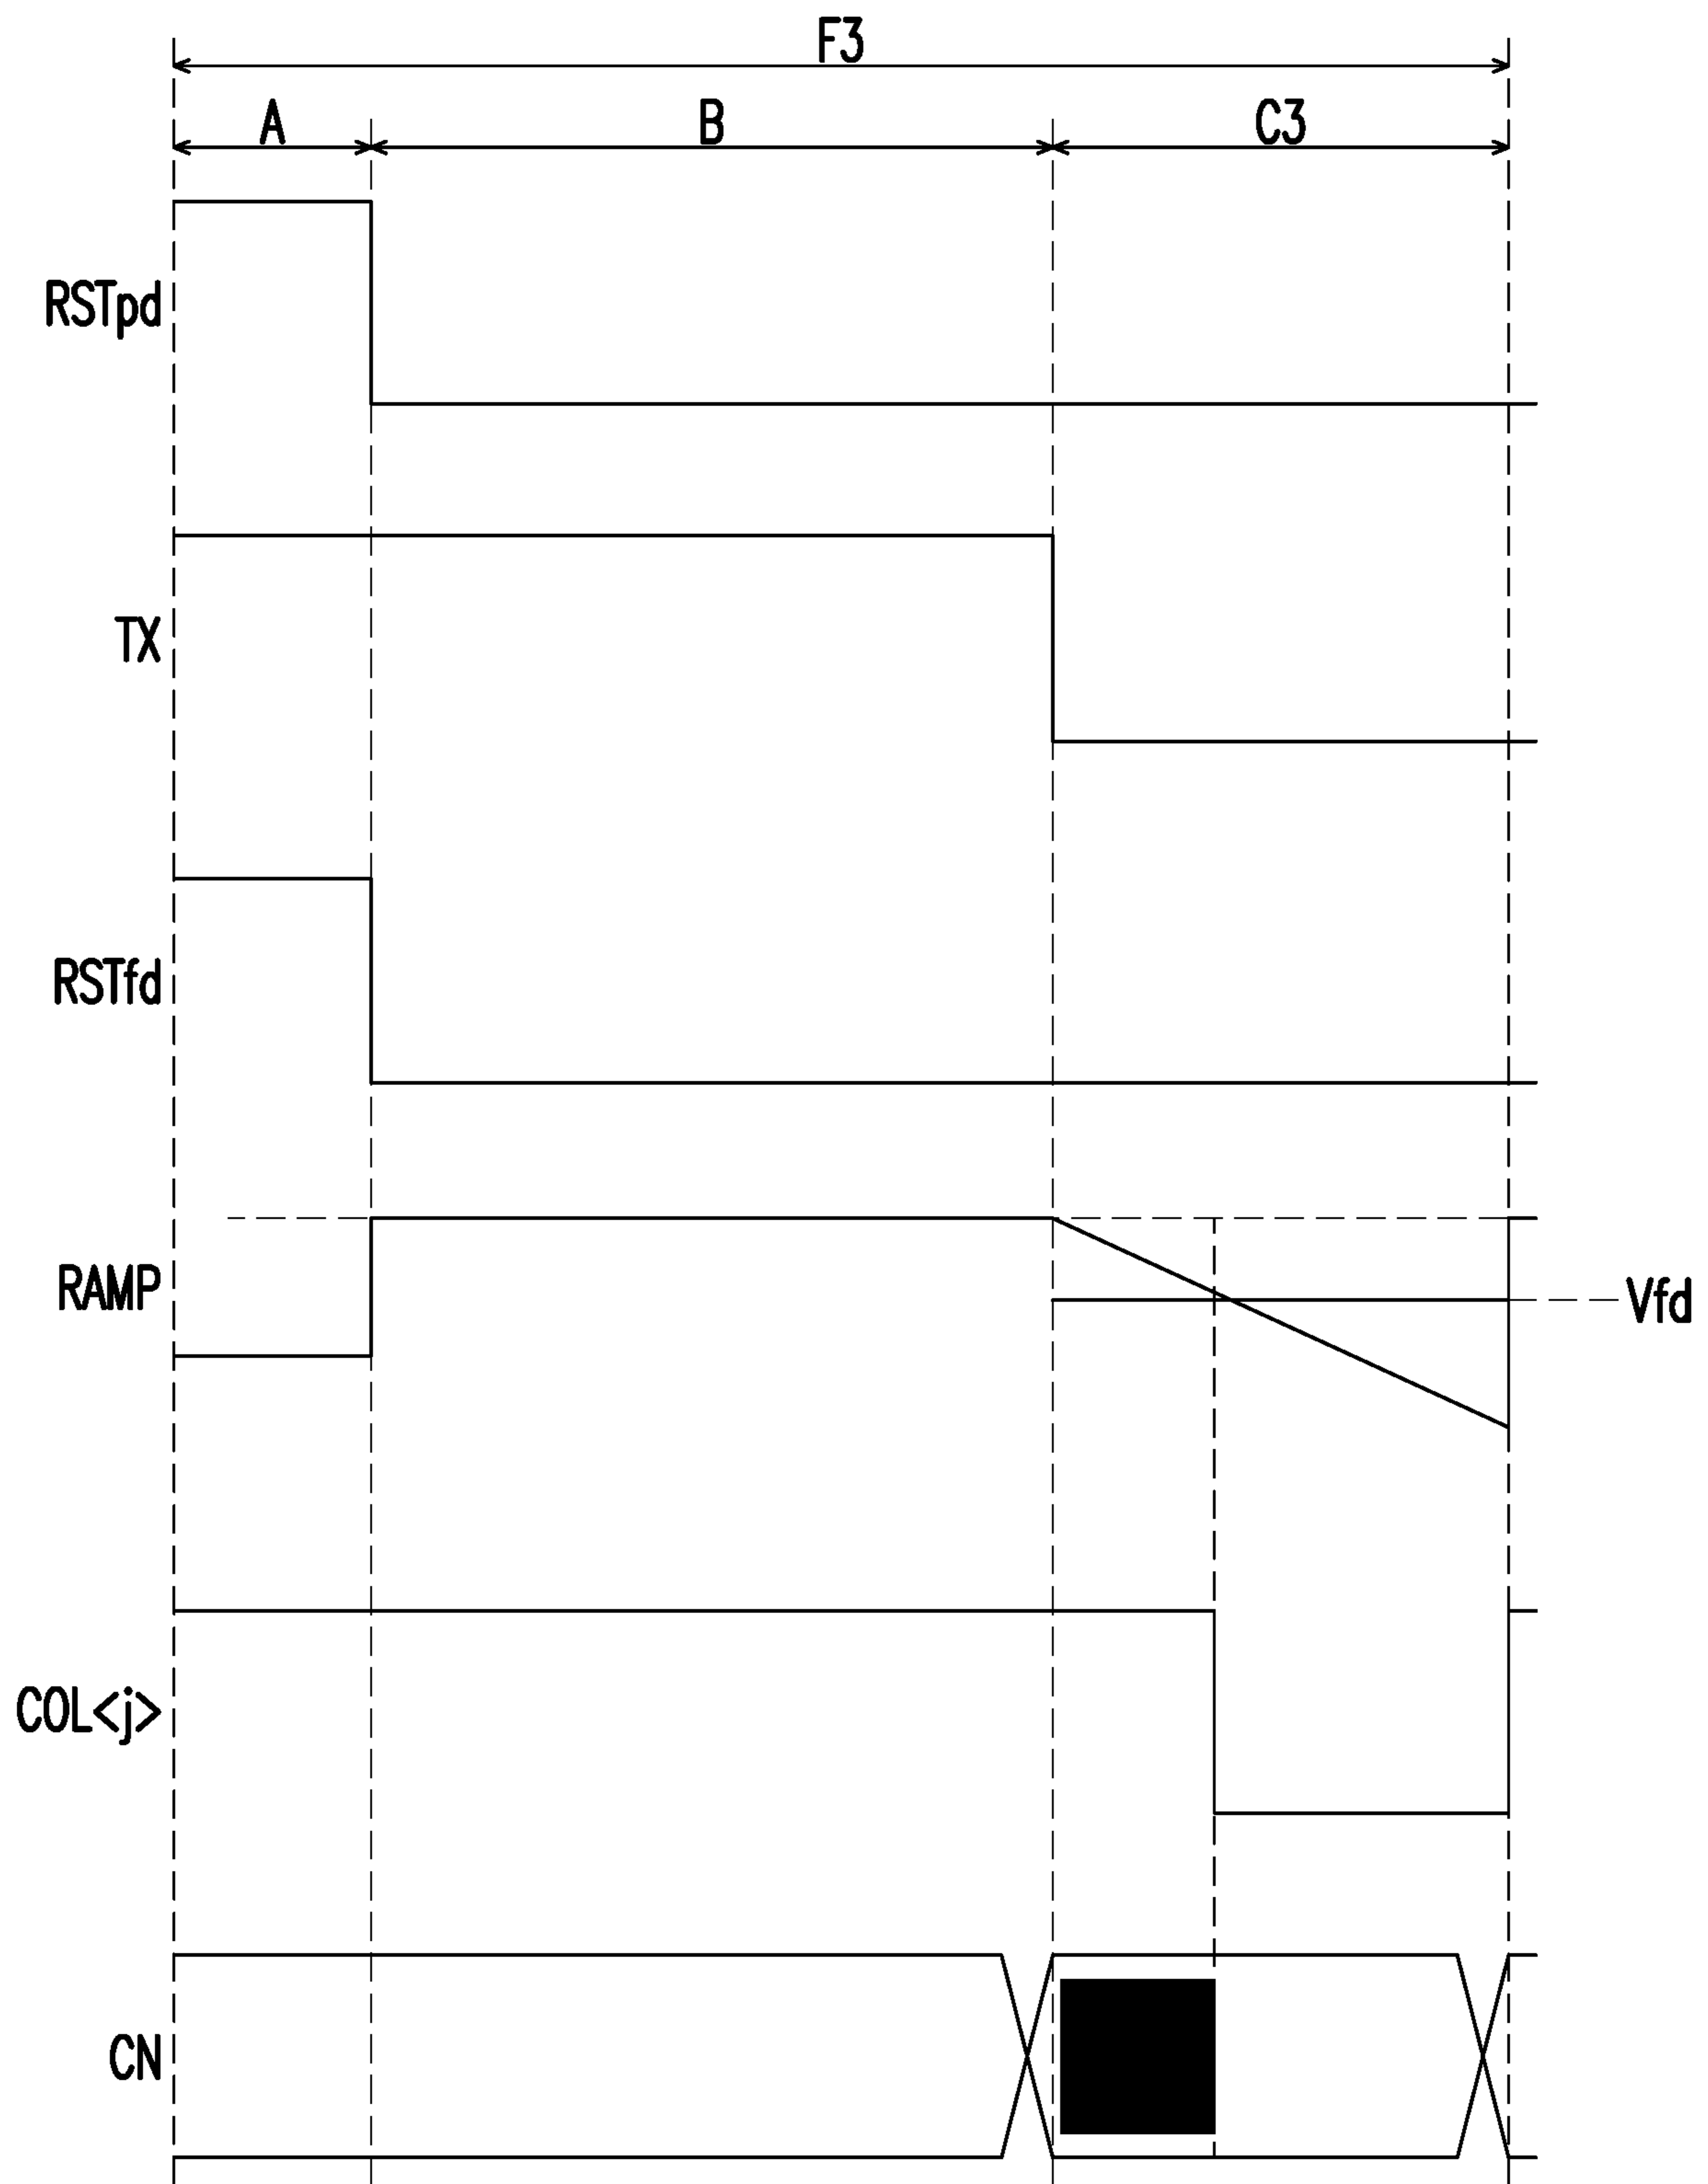 F3
A B C3
RSTpd
TX
RSTfd
RAMP
Vfd
COL<j>
CN